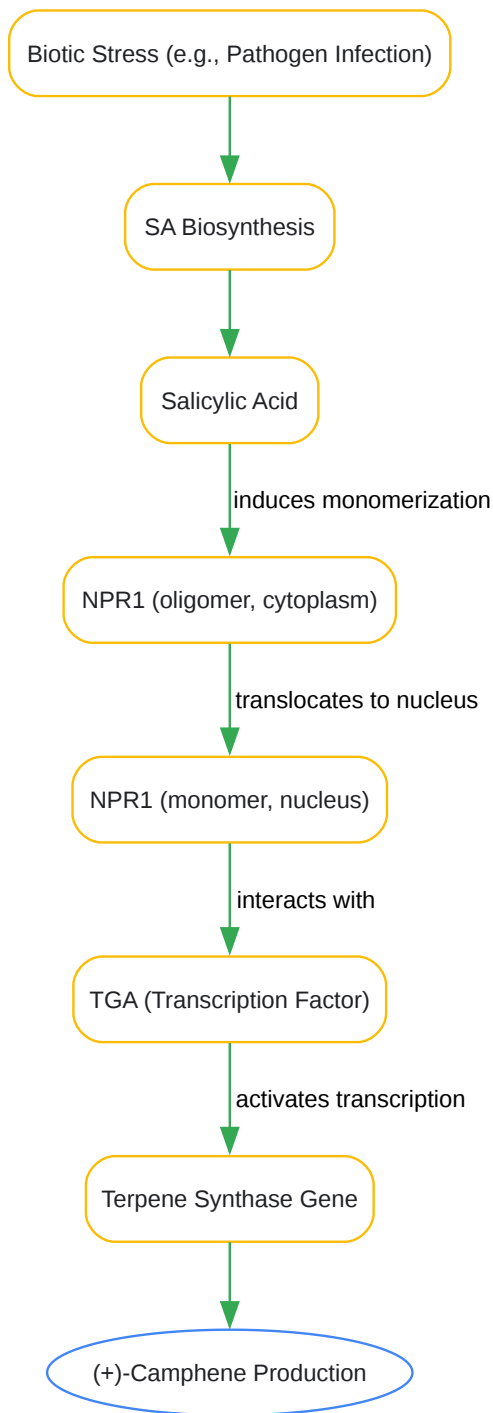 Biotic Stress (e.g., Pathogen Infection)
SA Biosynthesis
Salicylic Acid
induces monomerization
NPR1 (oligomer, cytoplasm)
translocates to nucleus
NPR1 (monomer, nucleus)
interacts with
TGA (Transcription Factor)
activates transcription
Terpene Synthase Gene
(+)-Camphene Production